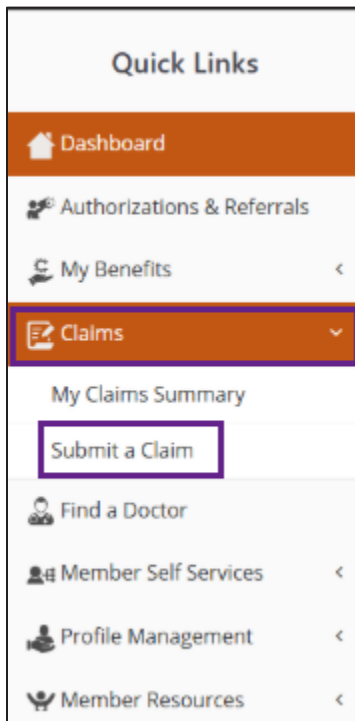 Quick Links
Dashboard
Authorizations & Referrals
My Benefits
Claims
My Claims Summary
Submit a Claim
Find a Doctor
Member Self Services
Profile Management
Member Resources